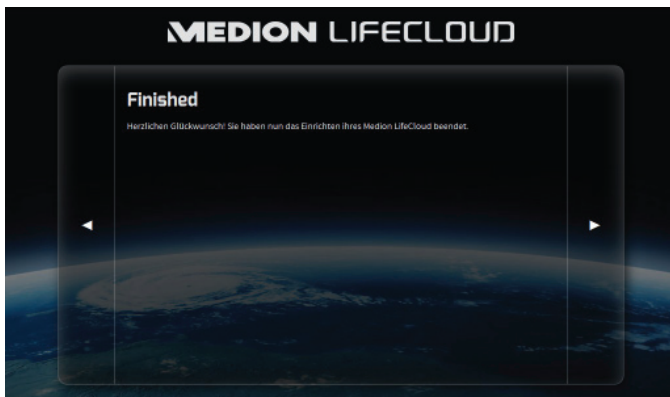 MEDION LIFECLOUD
Finished
Herzlichen Glückwunsch! Sie haben nun das Einrichten ihres Medion LifeCloud beendet.